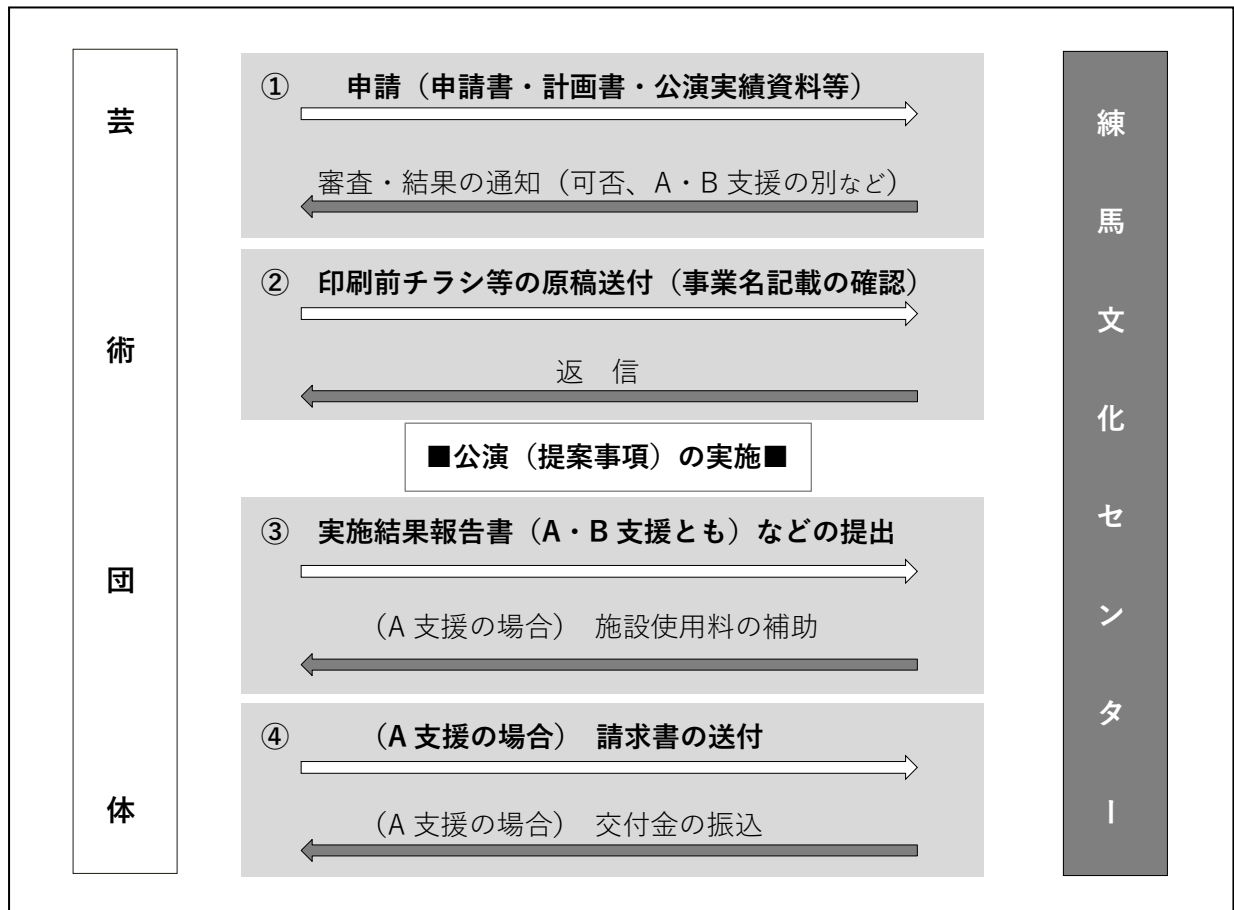 芸術団体
① 申請（申請書・計画書・公演実績資料等）
審査・結果の通知（可否、A・B 支援の別など）
② 印刷前チラシ等の原稿送付（事業名記載の確認）
返 信
■公演（提案事項）の実施■
③ 実施結果報告書（A・B 支援とも）などの提出
（A 支援の場合） 施設使用料の補助
④ （A 支援の場合） 請求書の送付
（A 支援の場合） 交付金の振込
練馬文化センター